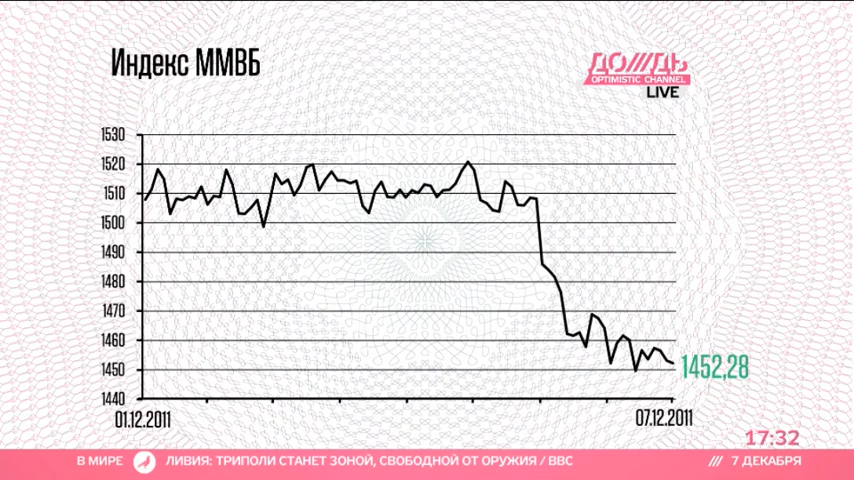 Индекс ММВБ
ДОЖДЬ
OPTIMISTIC CHANNEL
LIVE
1530
1520
1510
1500
1490
1480
1470
1460
1450
1440
1452,28
01.12.2011
07.12.2011
17:32
В МИРЕ ЛИВИЯ: ТРИПОЛИ СТАНЕТ ЗОНОЙ, СВОБОДНОЙ ОТ ОРУЖИЯ / BBC /// 7 ДЕКАБРЯ